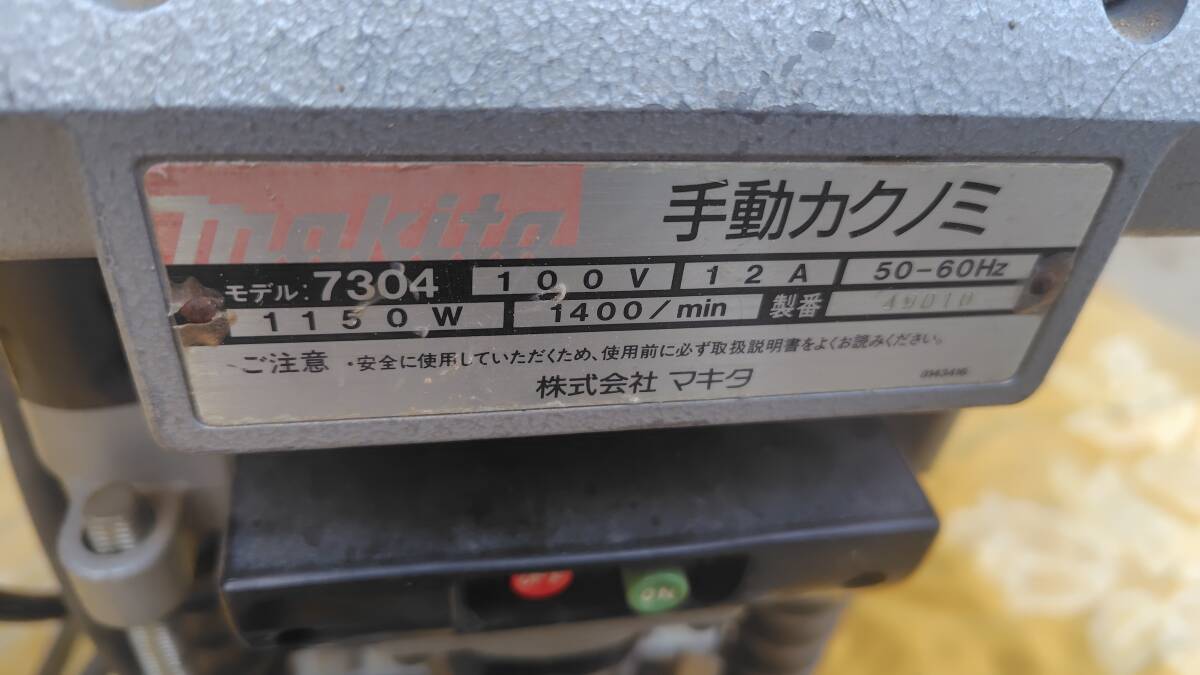 makita 手動カクノミ
モデル: 7304 100V 12A 50-60Hz
1150W 1400/min 製番 49010
ご注意 ・安全に使用していただくため、使用前に必ず取扱説明書をよくお読みください。
株式会社 マキタ
OFF ON